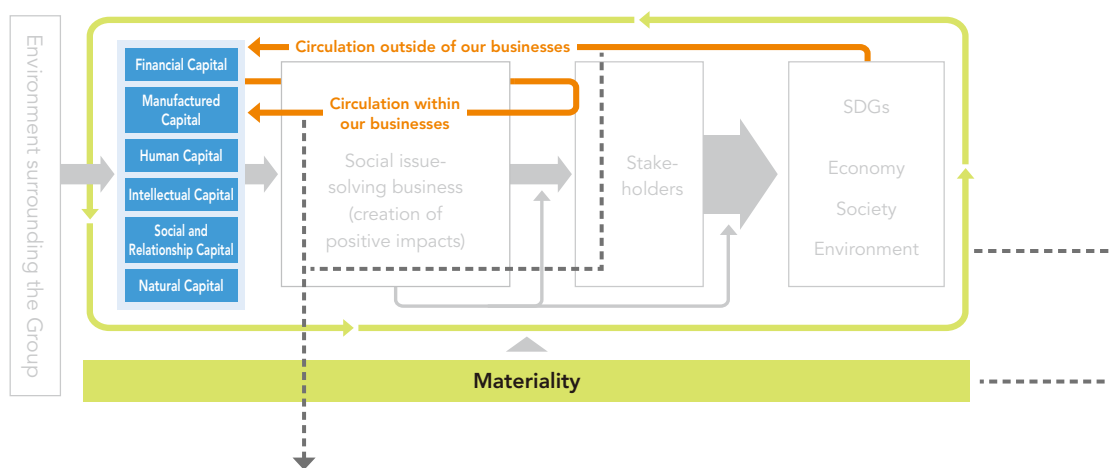 Environment surrounding the Group
Circulation outside of our businesses
Financial Capital
Manufactured
Capital
Human Capital
Intellectual Capital
Social and
Relationship Capital
Natural Capital
Circulation within
our businesses
Social issue-
solving business
(creation of
positive impacts)
Stake-
holders
SDGs
Economy
Society
Environment
Materiality